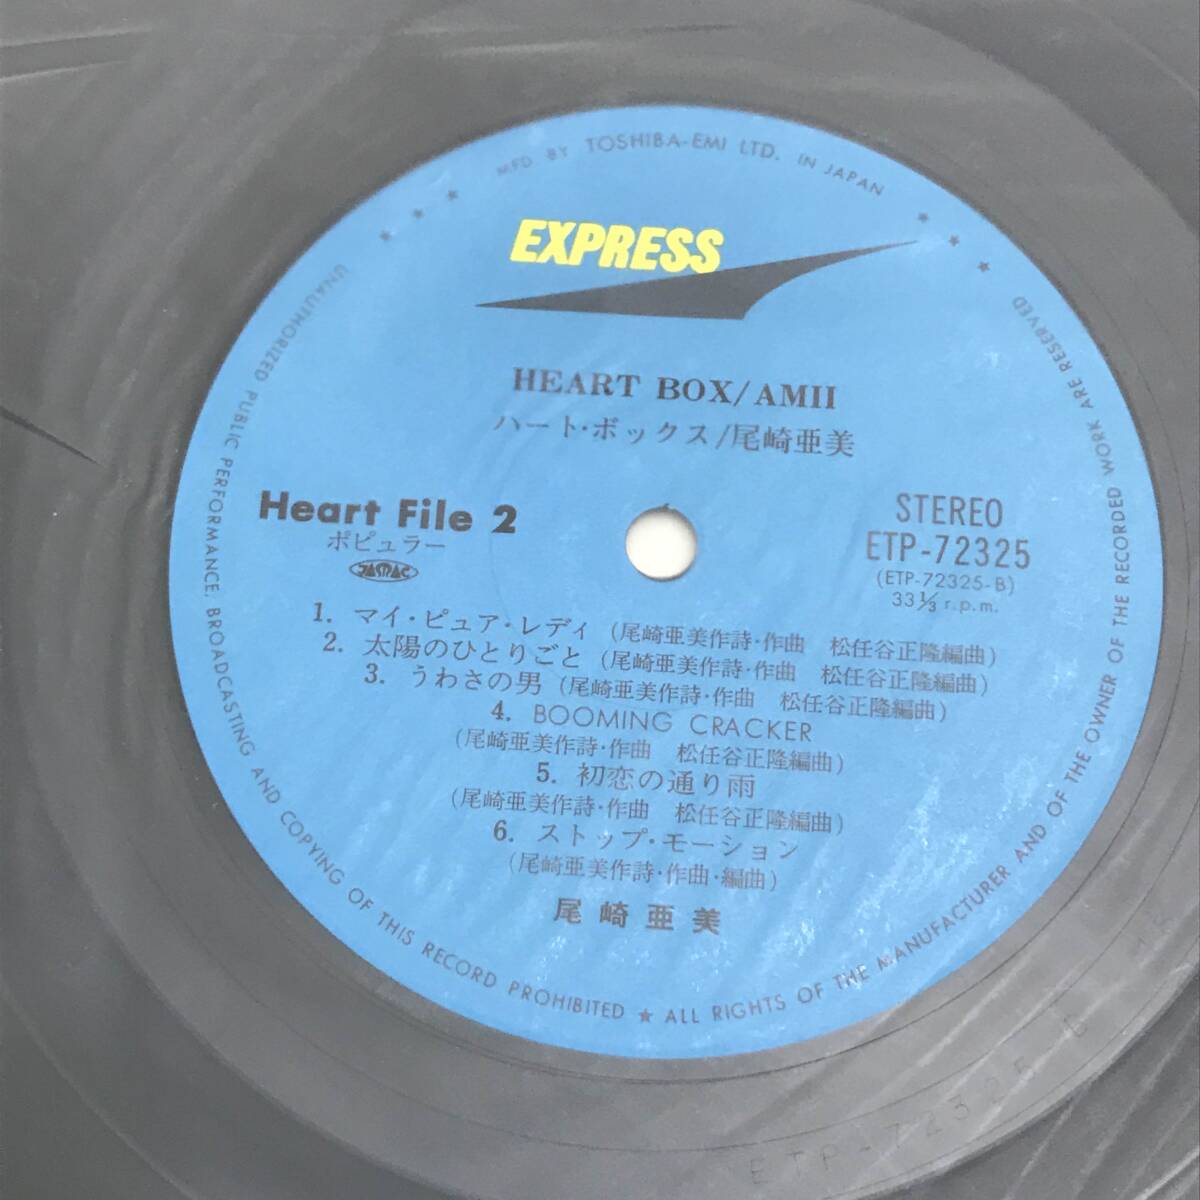 MFD. BY TOSHIBA-EMI LTD. IN JAPAN
EXPRESS
HEART BOX/AMII
ハート・ボックス/尾崎亜美
Heart File 2
ポピュラー
JASRAC
STEREO
ETP-72325
(ETP-72325-B)
33⅓ r.p.m.
1. マイ・ピュア・レディ (尾崎亜美作詩・作曲 松任谷正隆編曲)
2. 太陽のひとりごと (尾崎亜美作詩・作曲 松任谷正隆編曲)
3. うわさの男 (尾崎亜美作詩・作曲 松任谷正隆編曲)
4. BOOMING CRACKER
(尾崎亜美作詩・作曲 松任谷正隆編曲)
5. 初恋の通り雨
(尾崎亜美作詩・作曲 松任谷正隆編曲)
6. ストップ・モーション
(尾崎亜美作詩・作曲・編曲)
尾崎亜美
UNAUTHORIZED PUBLIC PERFORMANCE, BROADCASTING AND COPYING OF THIS RECORD PROHIBITED ★ ALL RIGHTS OF THE MANUFACTURER AND OF THE OWNER OF THE RECORDED WORK ARE RESERVED
ETP-72325 B